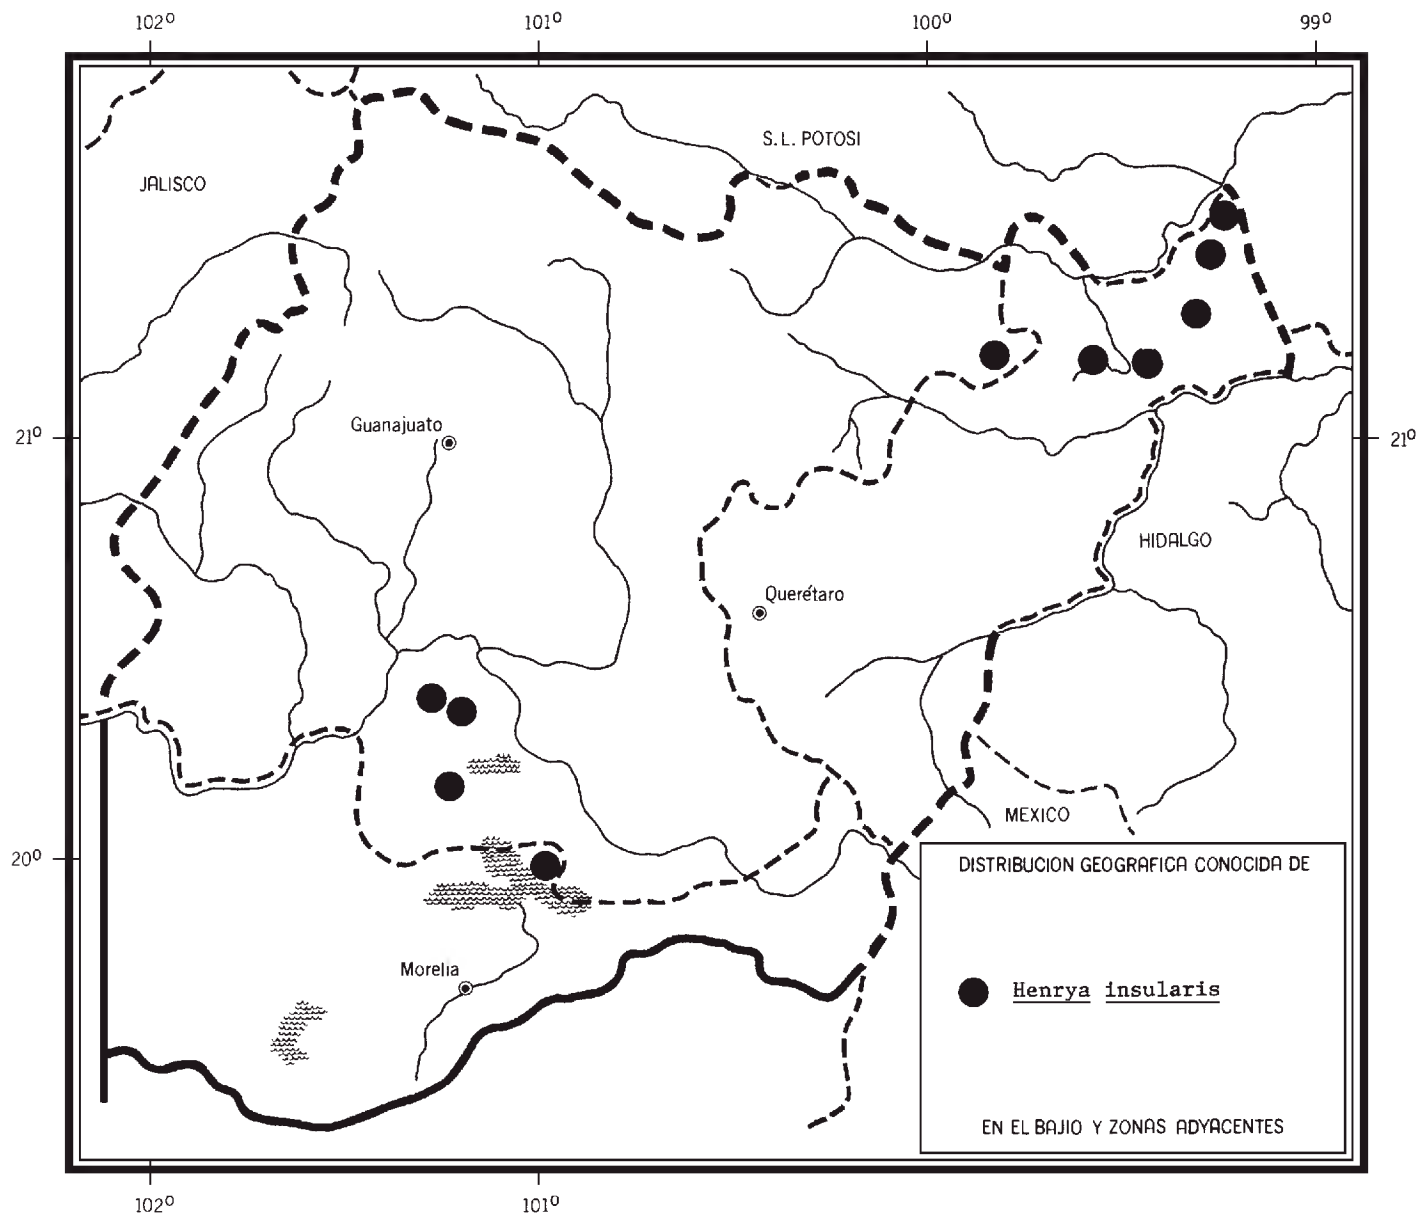 102º 101º 100º 99º
S.L. POTOSI
JALISCO
Guanajuato
21º 21º
HIDALGO
Querétaro
MEXICO
20º
DISTRIBUCION GEOGRAFICA CONOCIDA DE
Morelia
Henrya insularis
EN EL BAJIO Y ZONAS ADYACENTES
102º 101º